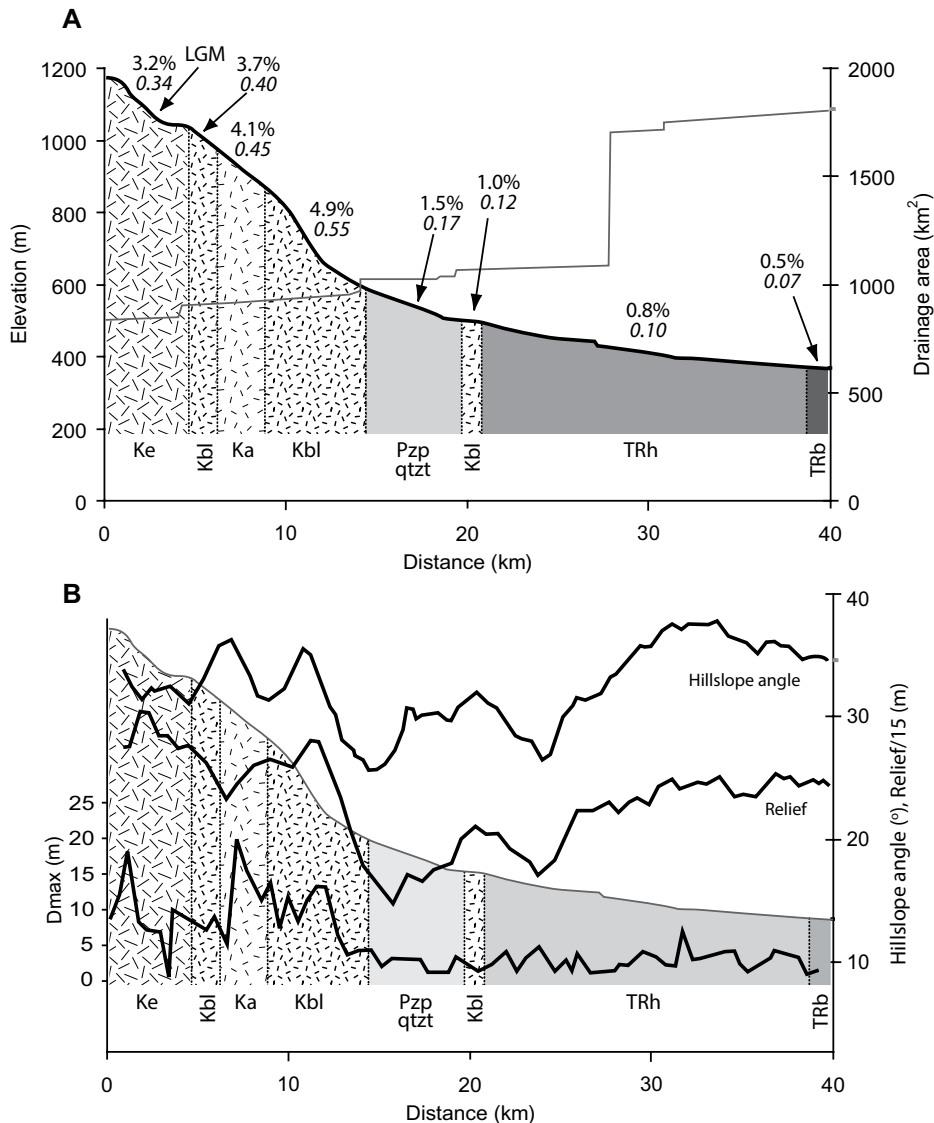 A
LGM
3.2%
0.34
3.7%
0.40
4.1%
0.45
4.9%
0.55
1.5%
0.17
1.0%
0.12
0.8%
0.10
0.5%
0.07
1200
1000
800
600
400
200
0
Elevation (m)
2000
1500
1000
500
0
Drainage area (km²)
Ke
Kbl
Ka
Kbl
Pzp
qtzt
Kbl
TRh
TRb
0
10
20
30
40
Distance (km)
B
Hillslope angle
Relief
25
20
15
10
5
0
Dmax (m)
40
30
20
10
Hillslope angle (º), Relief/15 (m)
Ke
Kbl
Ka
Kbl
Pzp
qtzt
Kbl
TRh
TRb
0
10
20
30
40
Distance (km)